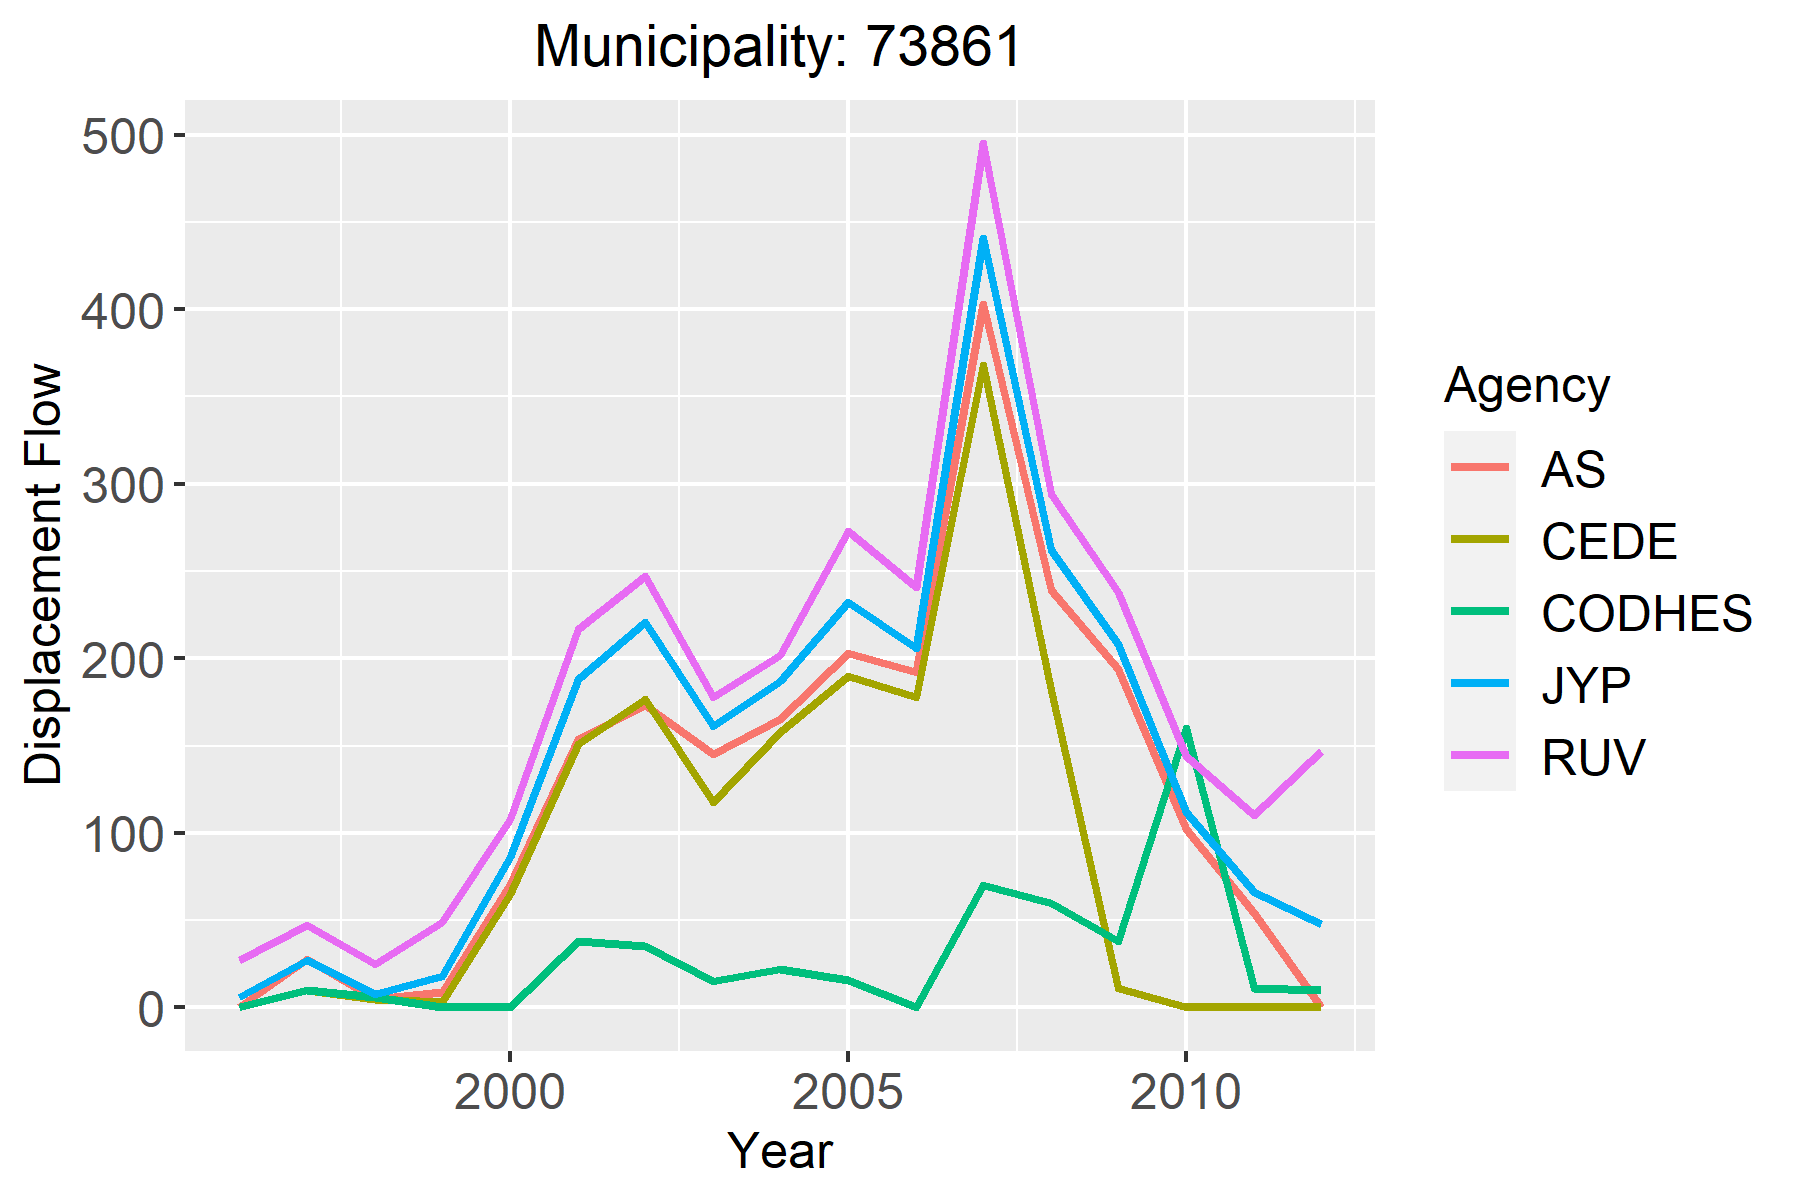 Municipality: 73861
500
400
300
200
100
0
Displacement Flow
2000 2005 2010
Year
Agency
AS
CEDE
CODHES
JYP
RUV